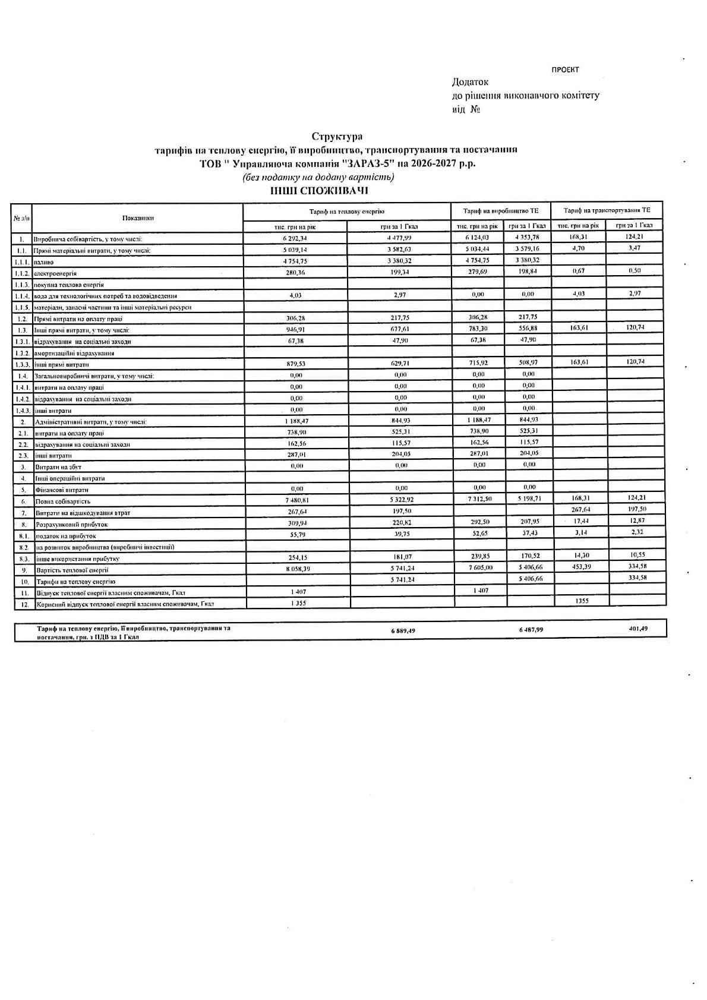 ПРОЕКТ
Додаток
до рішення виконавчого комітету
від №
Структура
тарифів на теплову енергію, її виробництво, транспортування та постачання
ТОВ " Управляюча компанія "ЗАРАЗ-5" на 2026-2027 р.р.
(без податку на додану вартість)
ІНШІ СПОЖИВАЧІ
№ з/п Показники Тариф на теплову енергію Тариф на виробництво ТЕ Тариф на транспортування ТЕ
тис. грн на рік грн за 1 Гкал тис. грн на рік грн за 1 Гкал тис. грн на рік грн за 1 Гкал
1. Виробнича собівартість, у тому числі: 6 292,34 4 477,99 6 124,03 4 353,78 168,31 124,21
1.1. Прямі матеріальні витрати, у тому числі: 5 039,14 3 582,63 5 034,44 3 579,16 4,70 3,47
1.1.1. паливо 4 754,75 3 380,32 4 754,75 3 380,32
1.1.2. електроенергія 280,36 199,34 279,69 198,84 0,67 0,50
1.1.3. покупна теплова енергія
1.1.4. вода для технологічних потреб та водовідведення 4,03 2,97 0,00 0,00 4,03 2,97
1.1.5. матеріали, запасні частини та інші матеріальні ресурси
1.2. Прямі витрати на оплату праці 306,28 217,75 306,28 217,75
1.3. Інші прямі витрати, у тому числі: 946,91 677,61 783,30 556,88 163,61 120,74
1.3.1. відрахування на соціальні заходи 67,38 47,90 67,38 47,90
1.3.2. амортизаційні відрахування
1.3.3. інші прямі витрати 879,53 629,71 715,92 508,97 163,61 120,74
1.4. Загальновиробничі витрати, у тому числі: 0,00 0,00 0,00 0,00
1.4.1. витрати на оплату праці 0,00 0,00 0,00 0,00
1.4.2. відрахування на соціальні заходи 0,00 0,00 0,00 0,00
1.4.3. інші витрати 0,00 0,00 0,00 0,00
2. Адміністративні витрати, у тому числі: 1 188,47 844,93 1 188,47 844,93
2.1. витрати на оплату праці 738,90 525,31 738,90 525,31
2.2. відрахування на соціальні заходи 162,56 115,57 162,56 115,57
2.3. інші витрати 287,01 204,05 287,01 204,05
3. Витрати на збут 0,00 0,00 0,00 0,00
4. Інші операційні витрати
5. Фінансові витрати 0,00 0,00 0,00 0,00
6. Повна собівартість 7 480,81 5 322,92 7 312,50 5 198,71 168,31 124,21
7. Витрати на відшкодування втрат 267,64 197,50 267,64 197,50
8. Розрахунковий прибуток 309,94 220,82 292,50 207,95 17,44 12,87
8.1. податок на прибуток 55,79 39,75 52,65 37,43 3,14 2,32
8.2. на розвиток виробництва (виробничі інвестиції)
8.3. інше використання прибутку 254,15 181,07 239,85 170,52 14,30 10,55
9. Вартість теплової енергії 8 058,39 5 741,24 7 605,00 5 406,66 453,39 334,58
10. Тарифи на теплову енергію 5 741,24 5 406,66 334,58
11. Відпуск теплової енергії власним споживачам, Гкал 1 407 1 407
12. Корисний відпуск теплової енергії власним споживачам, Гкал 1 355 1355
Тариф на теплову енергію, її виробництво, транспортування та
постачання, грн. з ПДВ за 1 Гкал 6 889,49 6 487,99 401,49